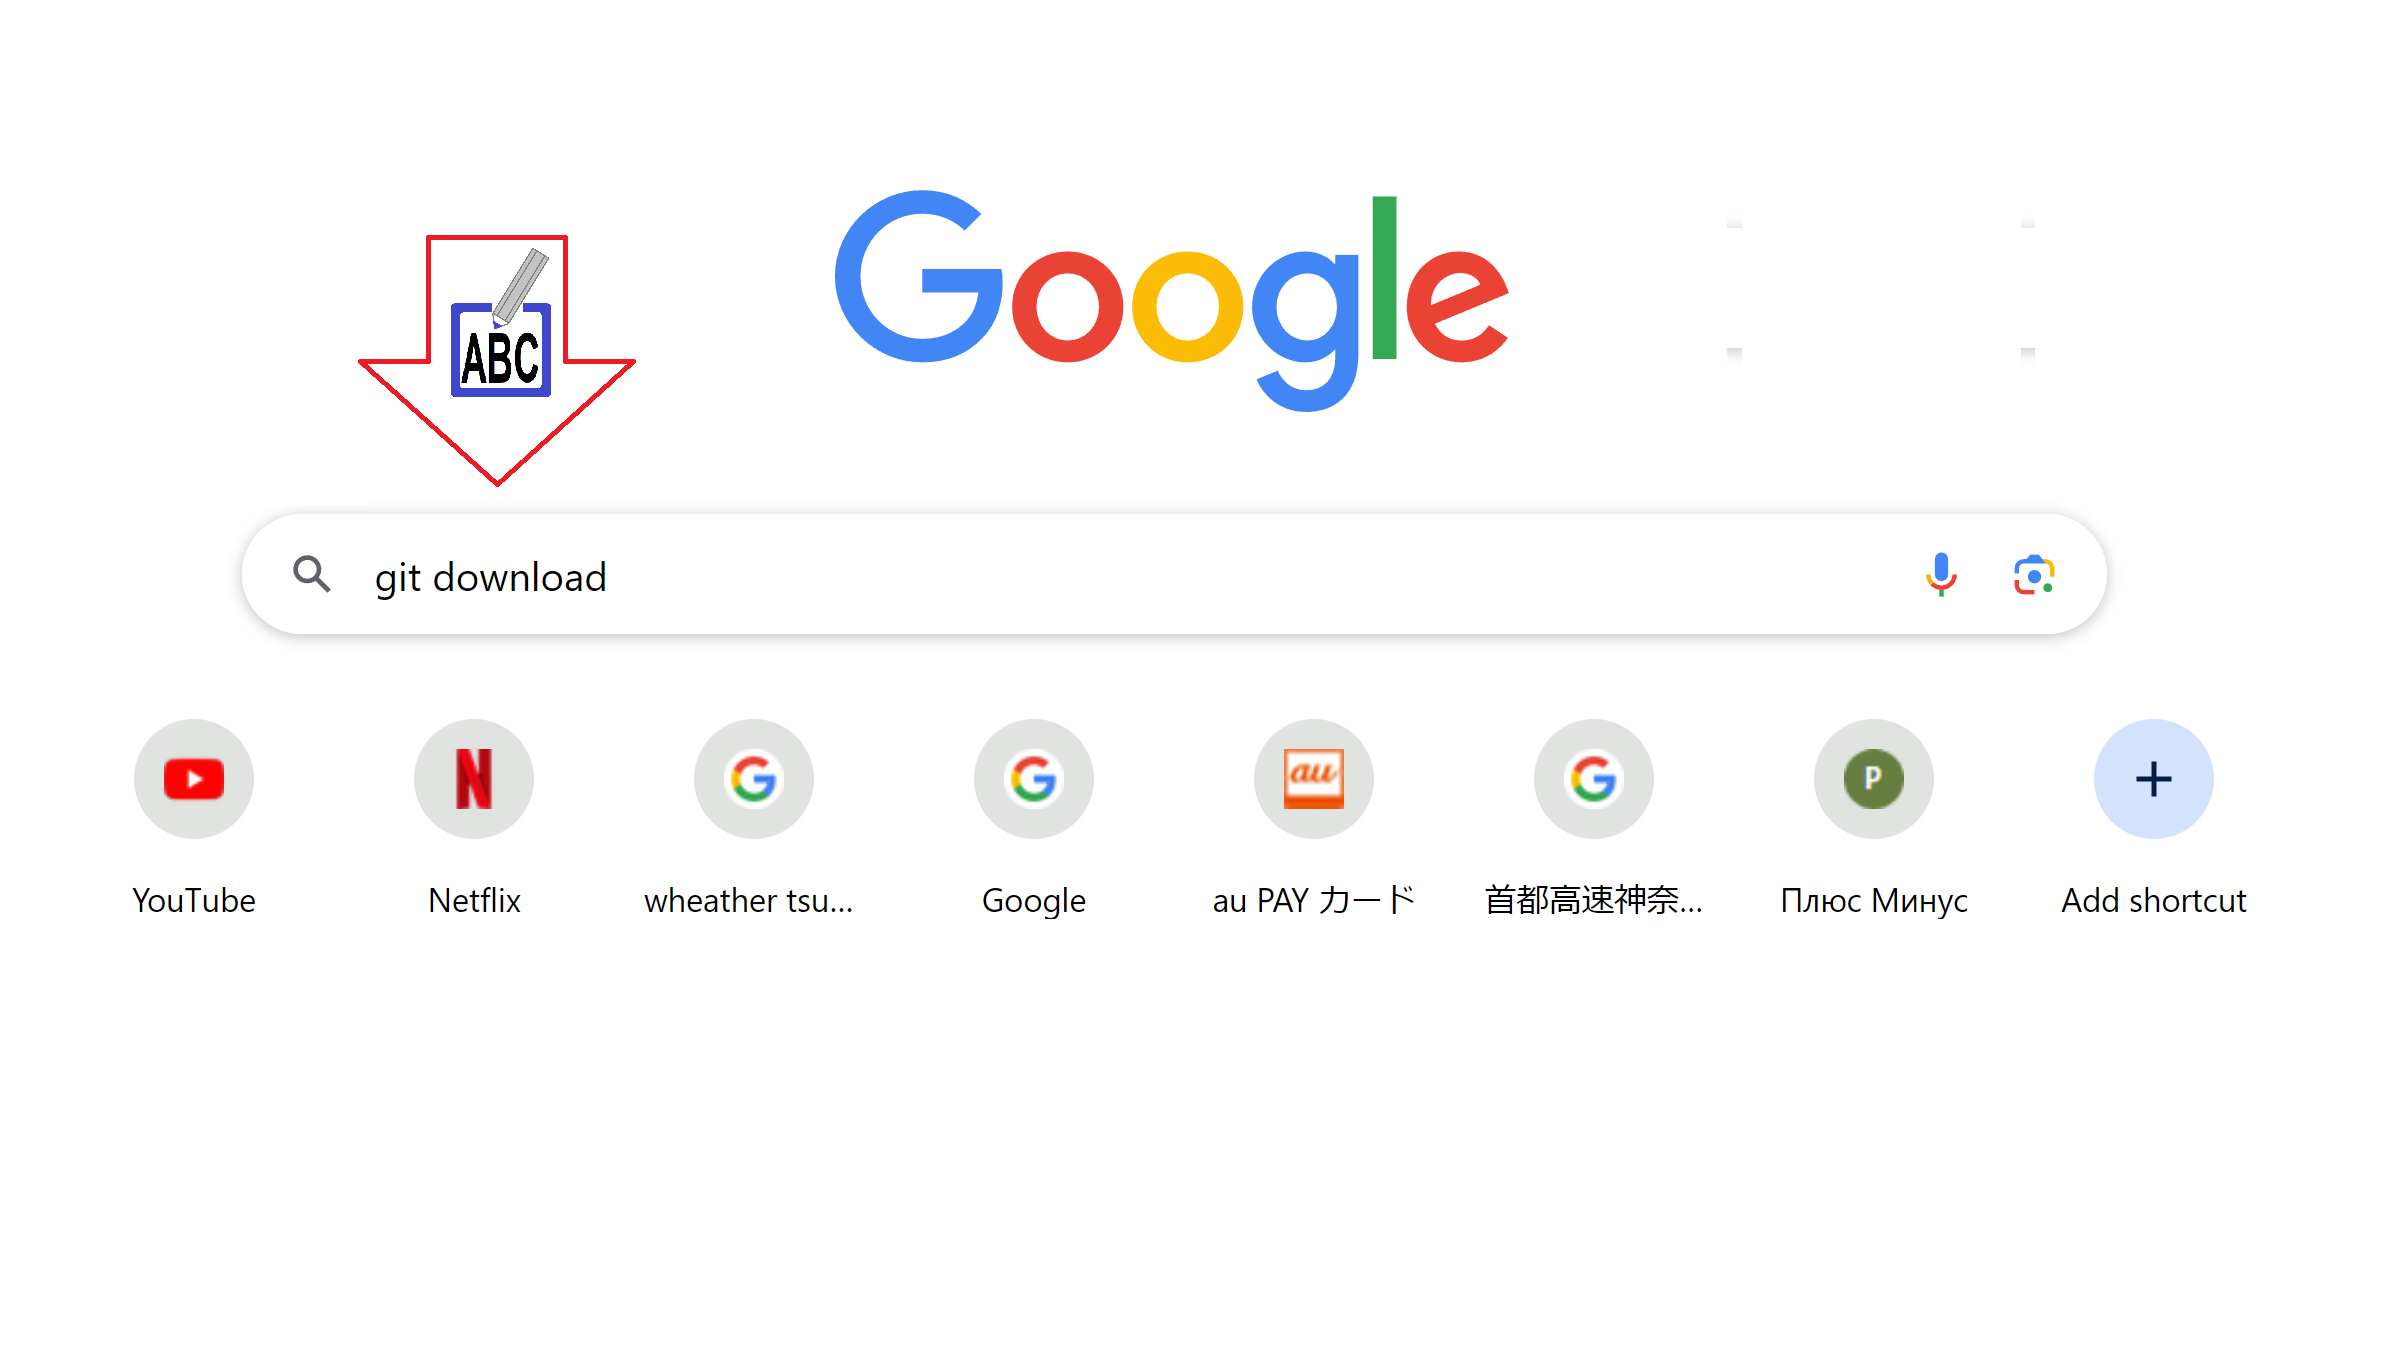 Google
ABC
git download
au
P
YouTube
Netflix
wheather tsu...
Google
au PAY カード
首都高速神奈...
Плюс Минус
Add shortcut